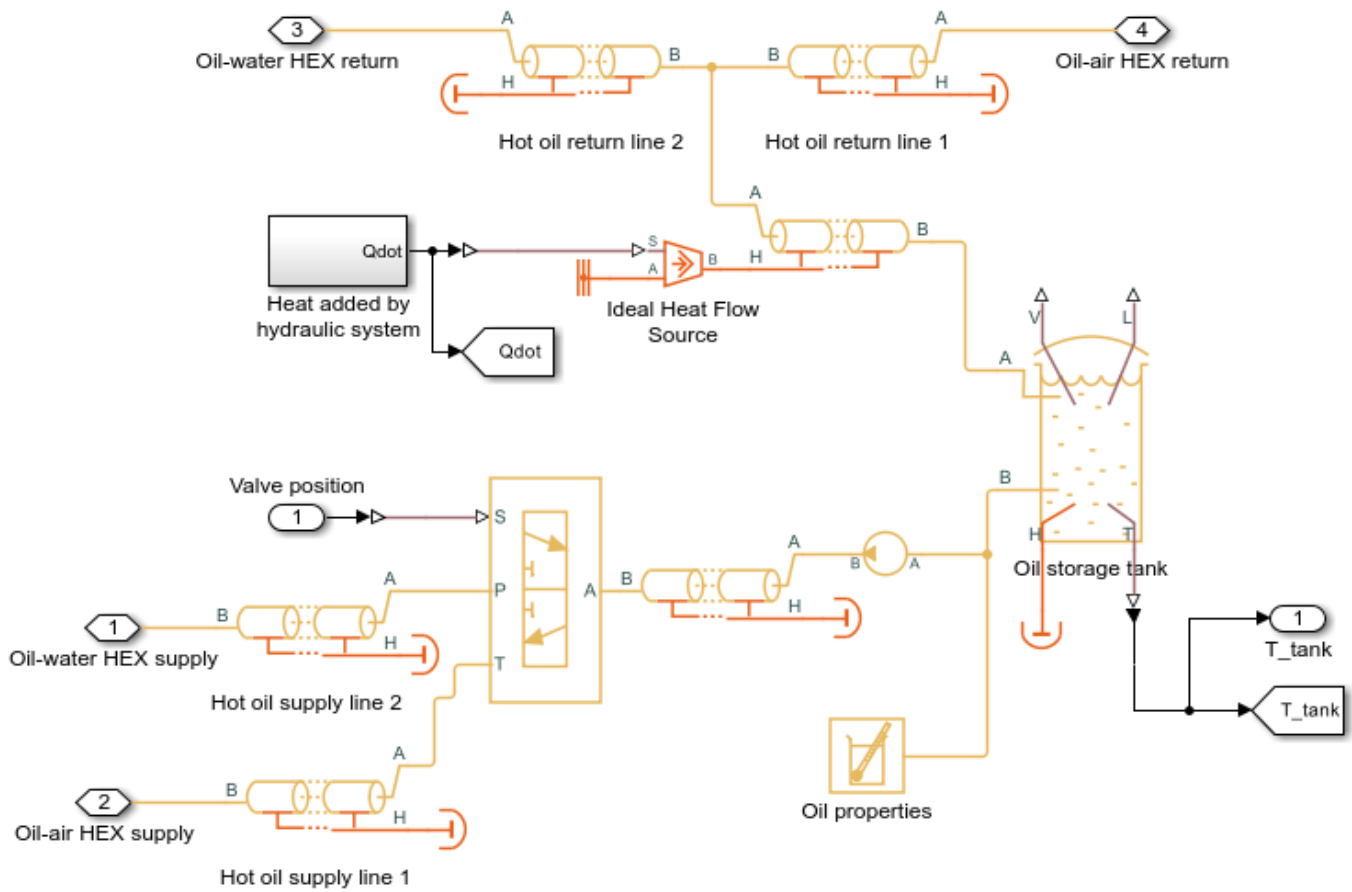 3
A
B
B
A
4
Oil-water HEX return
H
H
Oil-air HEX return
Hot oil return line 2
Hot oil return line 1
A
B
Qdot
S
A
B
H
Heat added by
hydraulic system
Ideal Heat Flow
Source
Qdot
V
L
A
Valve position
1
S
B
A
A
B
A
B
A
H
T
Oil storage tank
B
P
A
H
1
H
T
1
Oil-water HEX supply
T_tank
Hot oil supply line 2
T_tank
A
B
2
H
Oil-air HEX supply
Oil properties
Hot oil supply line 1